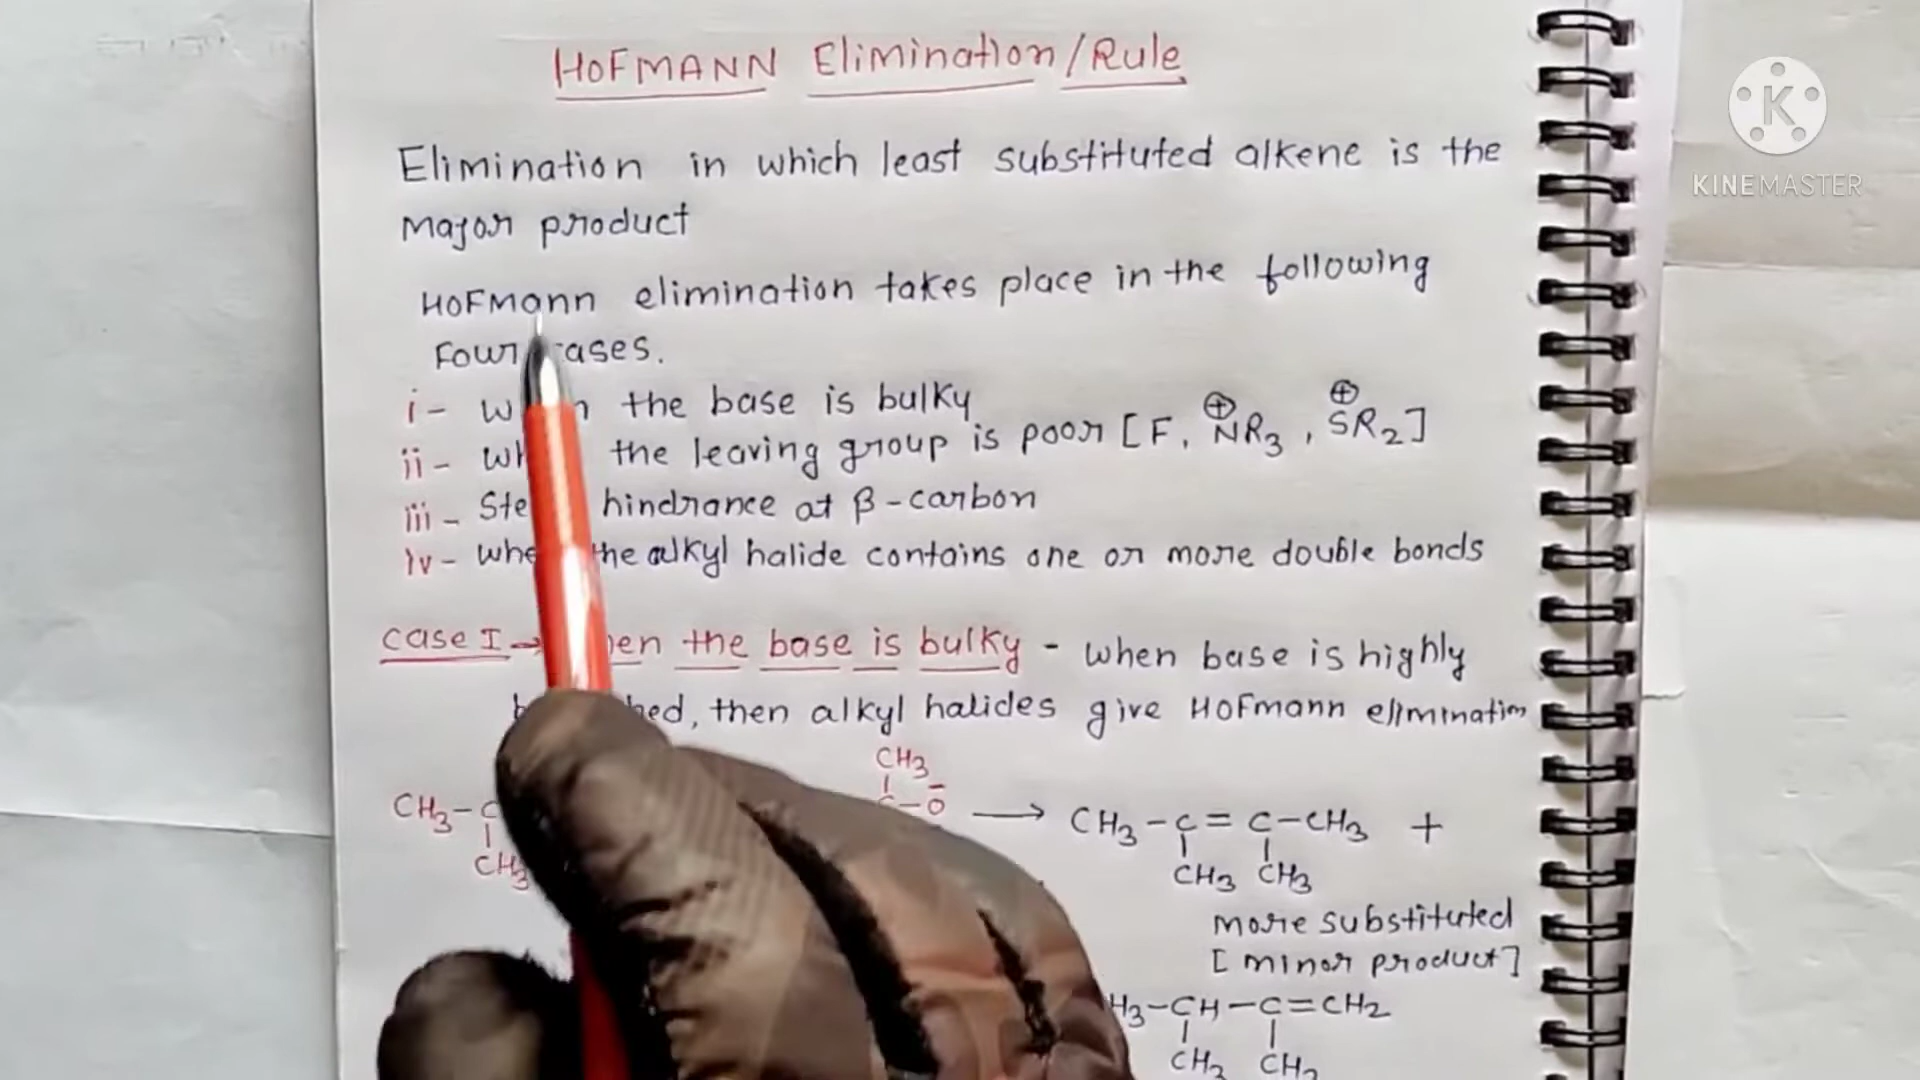 HOFMANN Elimination/Rule
Elimination in which least substituted alkene is the
major product
HOFMann elimination takes place in the following
Four cases.
i- the base is bulky
ii- the leaving group is poor [F, ⊕NR3, ⊕SR2]
iii- hindrance at β-carbon
iv- the alkyl halide contains one or more double bonds
case I → the base is bulky - when base is highly
then alkyl halides give HOFmann elimination
CH3
CH3-C C-Ō ⟶ CH3-C=C-CH3 +
CH3 CH3 CH3
more substituted
[minor product]
H3-CH-C=CH2
CH3 CH3
KINEMASTER